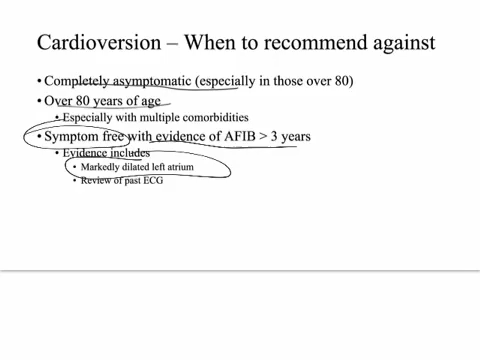 Cardioversion – When to recommend against
• Completely asymptomatic (especially in those over 80)
• Over 80 years of age
• Especially with multiple comorbidities
• Symptom free with evidence of AFIB > 3 years
• Evidence includes
• Markedly dilated left atrium
• Review of past ECG